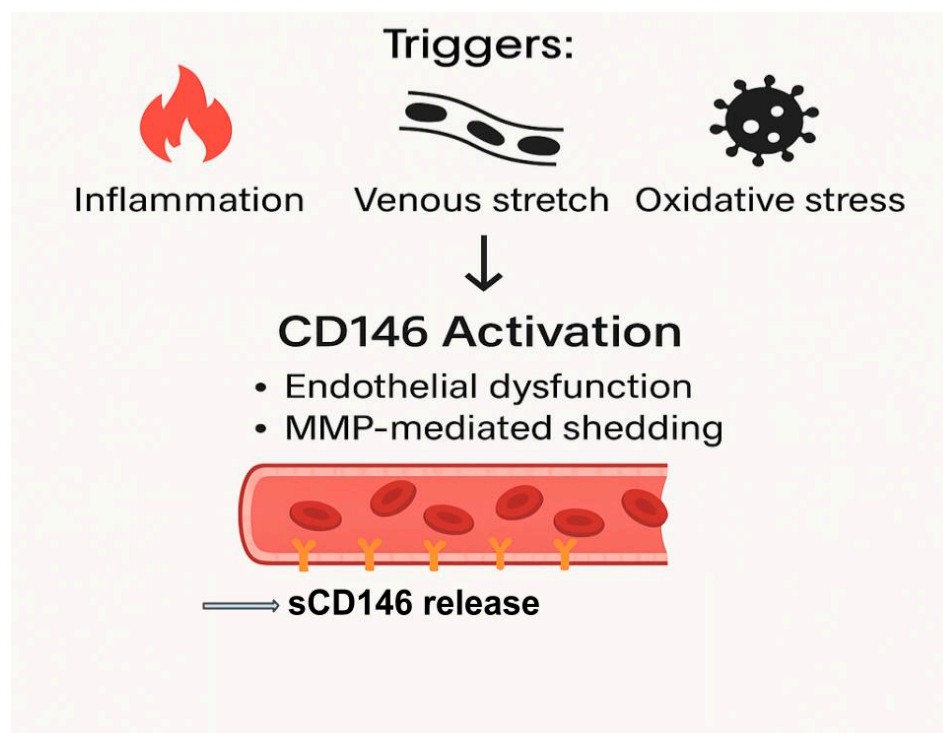 Triggers:
Inflammation Venous stretch Oxidative stress
CD146 Activation
• Endothelial dysfunction
• MMP-mediated shedding
sCD146 release